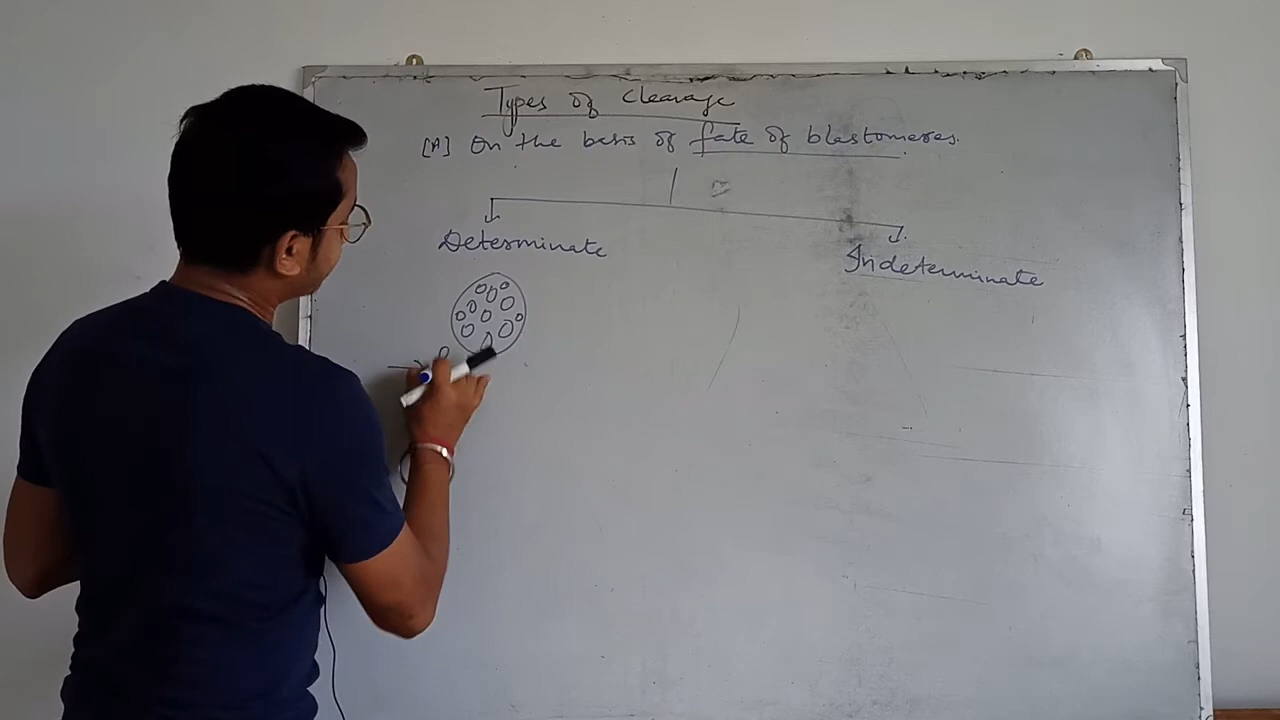 Types of Cleavage
[A] On the basis of fate of blastomeres.
Determinate
Indeterminate